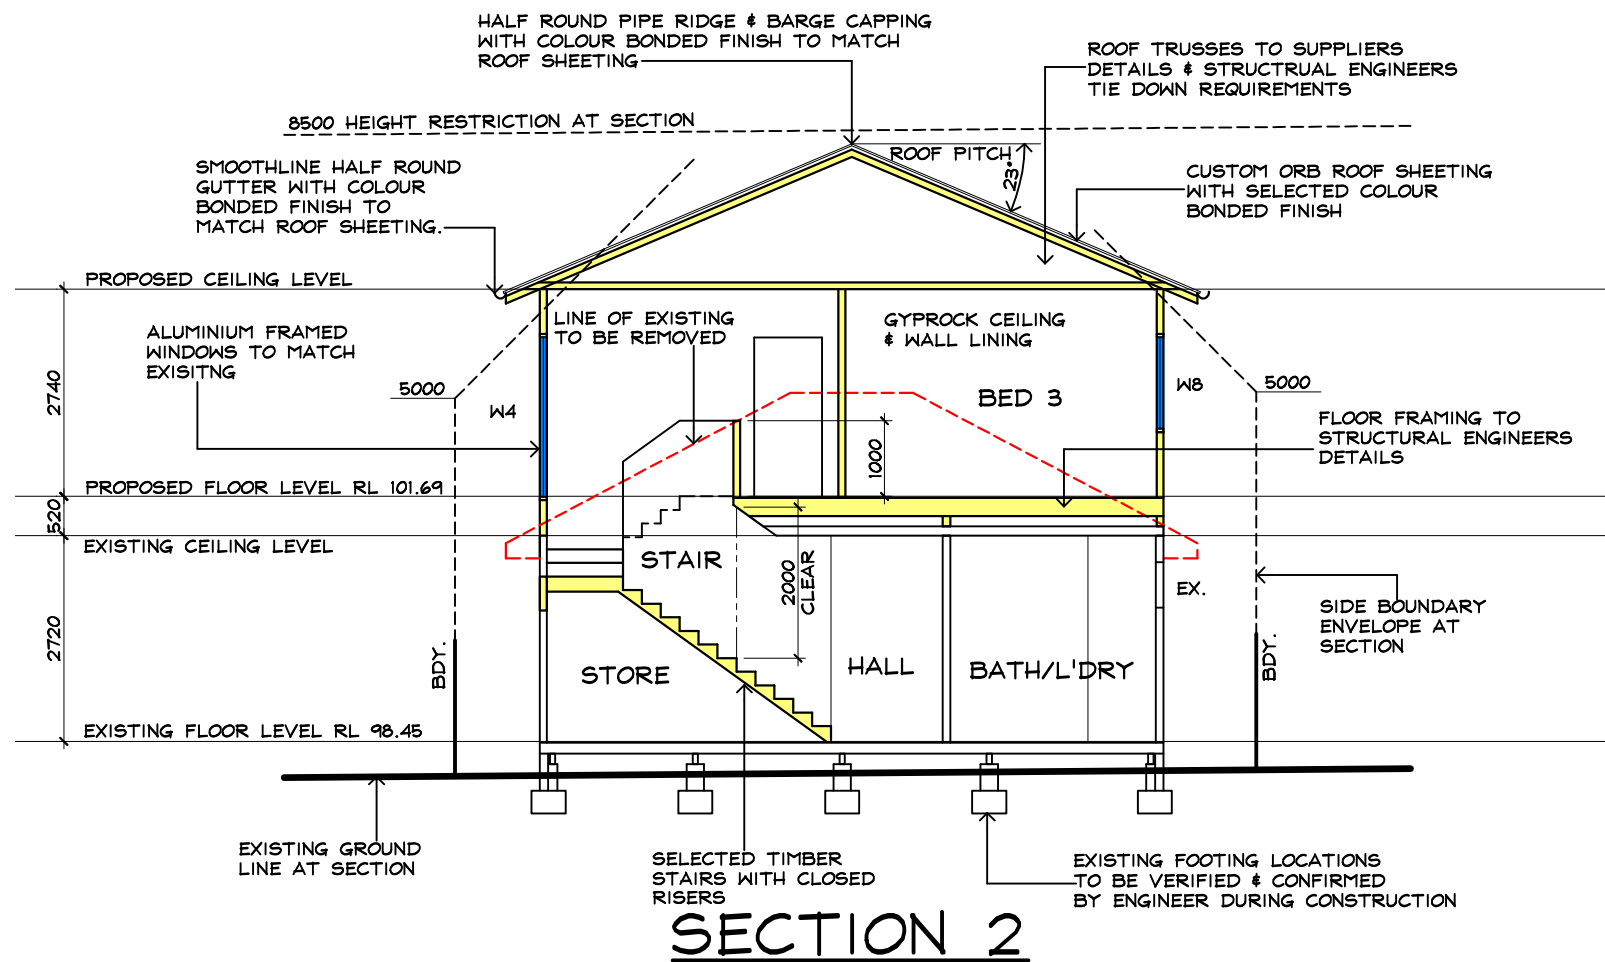 HALF ROUND PIPE RIDGE & BARGE CAPPING
WITH COLOUR BONDED FINISH TO MATCH
ROOF SHEETING
ROOF TRUSSES TO SUPPLIERS
DETAILS & STRUCTRUAL ENGINEERS
TIE DOWN REQUIREMENTS
8500 HEIGHT RESTRICTION AT SECTION
SMOOTHLINE HALF ROUND
GUTTER WITH COLOUR
BONDED FINISH TO
MATCH ROOF SHEETING.
ROOF PITCH
23°
CUSTOM ORB ROOF SHEETING
WITH SELECTED COLOUR
BONDED FINISH
PROPOSED CEILING LEVEL
ALUMINIUM FRAMED
WINDOWS TO MATCH
EXISITNG
LINE OF EXISTING
TO BE REMOVED
GYPROCK CEILING
& WALL LINING
2740
5000
W4
BED 3
W8
5000
FLOOR FRAMING TO
STRUCTURAL ENGINEERS
DETAILS
1000
PROPOSED FLOOR LEVEL RL 101.69
520
EXISTING CEILING LEVEL
STAIR
2000
CLEAR
EX.
SIDE BOUNDARY
ENVELOPE AT
SECTION
2720
BDY.
STORE
HALL
BATH/L'DRY
BDY.
EXISTING FLOOR LEVEL RL 98.45
EXISTING GROUND
LINE AT SECTION
SELECTED TIMBER
STAIRS WITH CLOSED
RISERS
EXISTING FOOTING LOCATIONS
TO BE VERIFIED & CONFIRMED
BY ENGINEER DURING CONSTRUCTION
SECTION 2